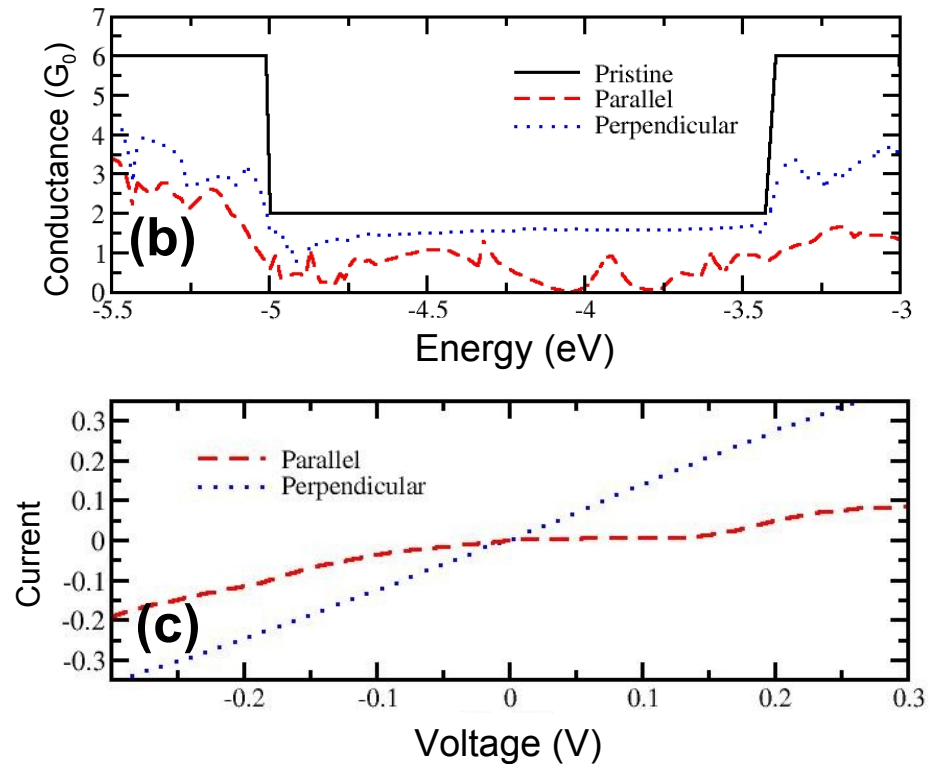 7
6
5
4
3
2
1
0
Conductance (G₀)
Pristine
Parallel
Perpendicular
(b)
-5.5 -5 -4.5 -4 -3.5 -3
Energy (eV)
0.3
0.2
0.1
0
-0.1
-0.2
-0.3
Current
Parallel
Perpendicular
(c)
-0.2 -0.1 0 0.1 0.2 0.3
Voltage (V)